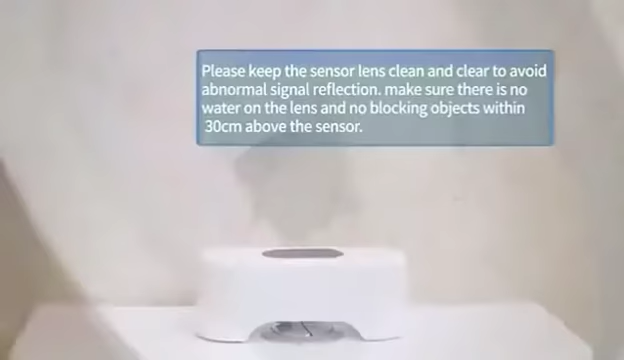 Please keep the sensor lens clean and clear to avoid
abnormal signal reflection. make sure there is no
water on the lens and no blocking objects within
30cm above the sensor.